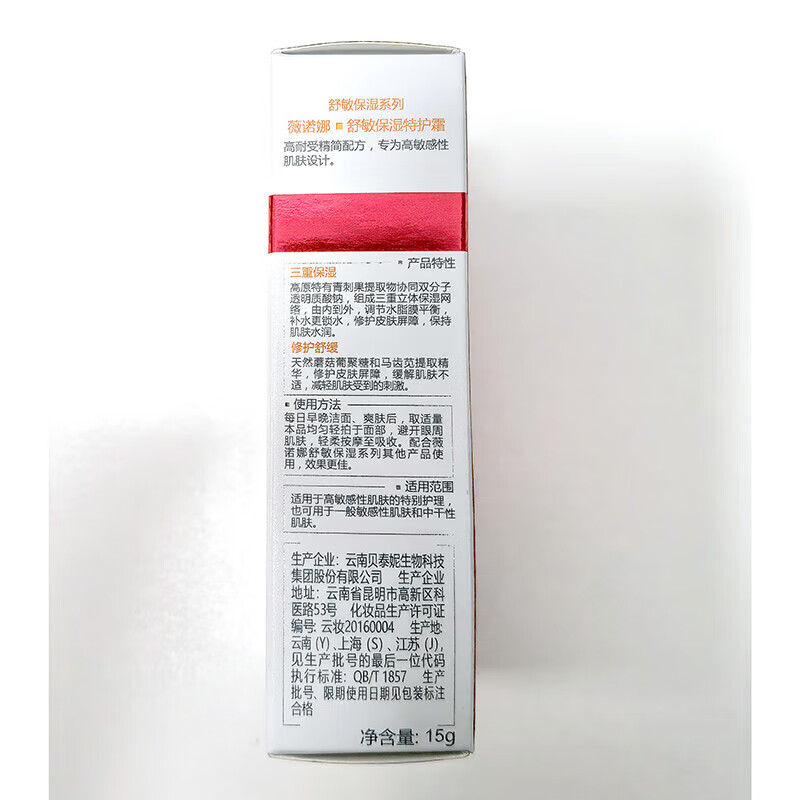 舒敏保湿系列
薇诺娜 ■ 舒敏保湿特护霜
高耐受精简配方，专为高敏感性
肌肤设计。
■ 产品特性
三重保湿
高原特有青刺果提取物协同双分子
透明质酸钠，组成三重立体保湿网
络，由内到外，调节水脂膜平衡，
补水更锁水，修护皮肤屏障，保持
肌肤水润。
修护舒缓
天然蘑菇葡聚糖和马齿苋提取精
华，修护皮肤屏障，缓解肌肤不
适，减轻肌肤受到的刺激。
■ 使用方法
每日早晚洁面、爽肤后，取适量
本品均匀轻拍于面部，避开眼周
肌肤，轻柔按摩至吸收。配合薇
诺娜舒敏保湿系列其他产品使
用，效果更佳。
■ 适用范围
适用于高敏感性肌肤的特别护理，
也可用于一般敏感性肌肤和中干性
肌肤。
生产企业：云南贝泰妮生物科技
集团股份有限公司 生产企业
地址：云南省昆明市高新区科
医路53号 化妆品生产许可证
编号: 云妆20160004 生产地:
云南 (Y) 、上海 (S) 、江苏 (J)，
见生产批号的最后一位代码
执行标准：QB/T 1857 生产
批号、限期使用日期见包装标注
合格
净含量: 15g